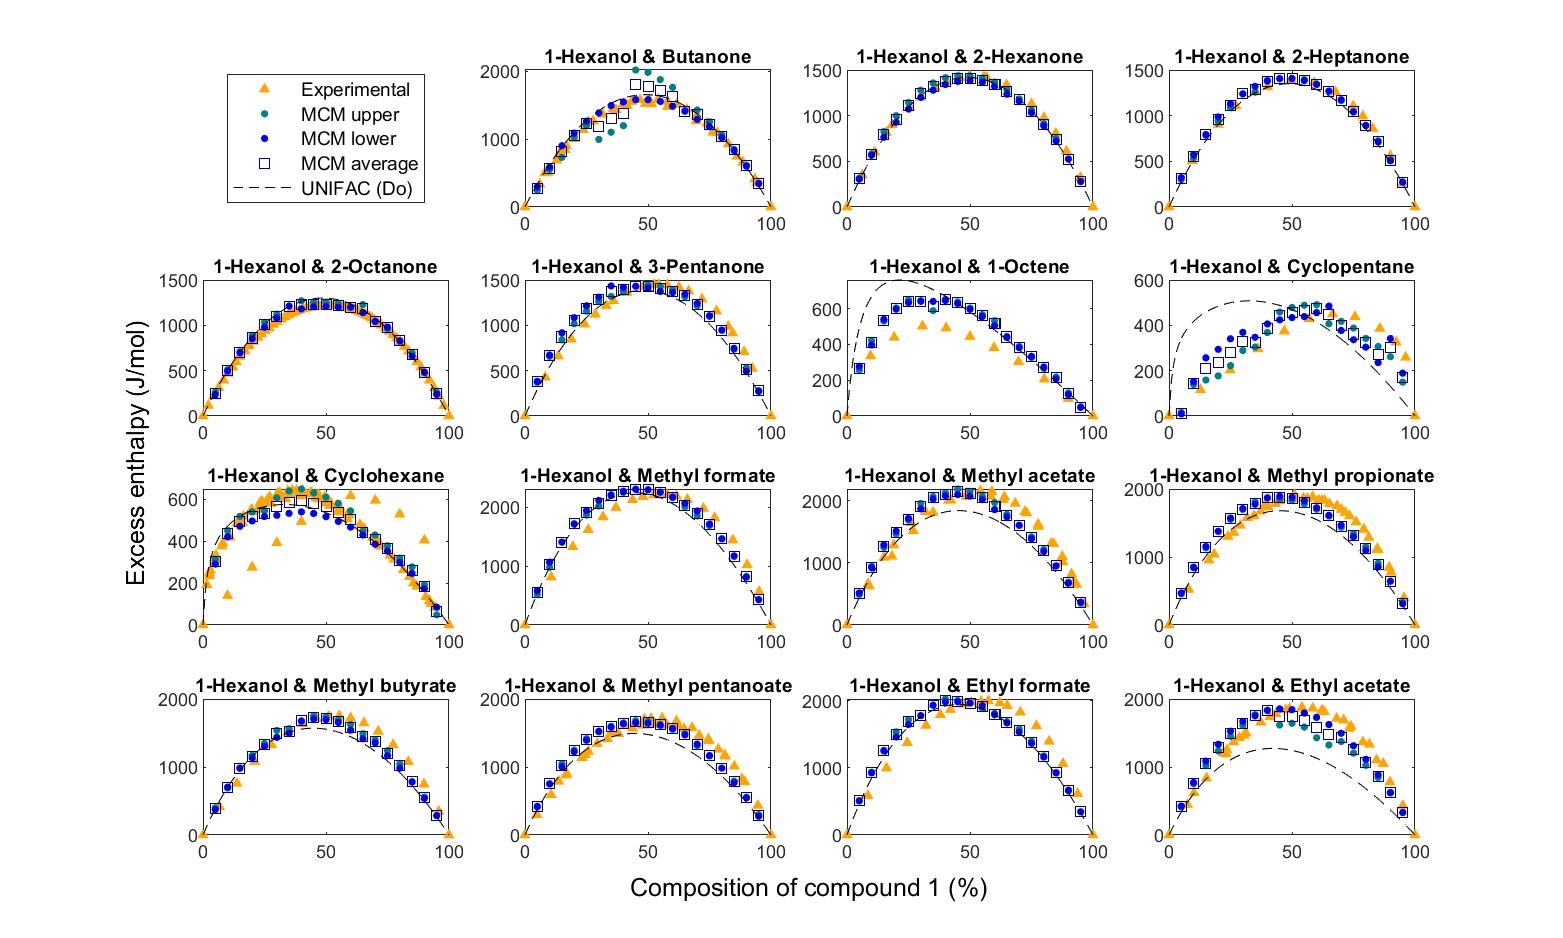 1-Hexanol & Butanone
1-Hexanol & 2-Hexanone
1-Hexanol & 2-Heptanone
Experimental
MCM upper
MCM lower
MCM average
UNIFAC (Do)
2000
1000
0
0 50 100
1500
1000
500
0
0 50 100
1500
1000
500
0
0 50 100
1-Hexanol & 2-Octanone
1-Hexanol & 3-Pentanone
1-Hexanol & 1-Octene
1-Hexanol & Cyclopentane
1500
1000
500
0
0 50 100
1500
1000
500
0
0 50 100
600
400
200
0
0 50 100
600
400
200
0
0 50 100
Excess enthalpy (J/mol)
1-Hexanol & Cyclohexane
1-Hexanol & Methyl formate
1-Hexanol & Methyl acetate
1-Hexanol & Methyl propionate
600
400
200
0
0 50 100
2000
1000
0
0 50 100
2000
1000
0
0 50 100
2000
1000
0
0 50 100
1-Hexanol & Methyl butyrate
1-Hexanol & Methyl pentanoate
1-Hexanol & Ethyl formate
1-Hexanol & Ethyl acetate
2000
1000
0
0 50 100
2000
1000
0
0 50 100
2000
1000
0
0 50 100
2000
1000
0
0 50 100
Composition of compound 1 (%)